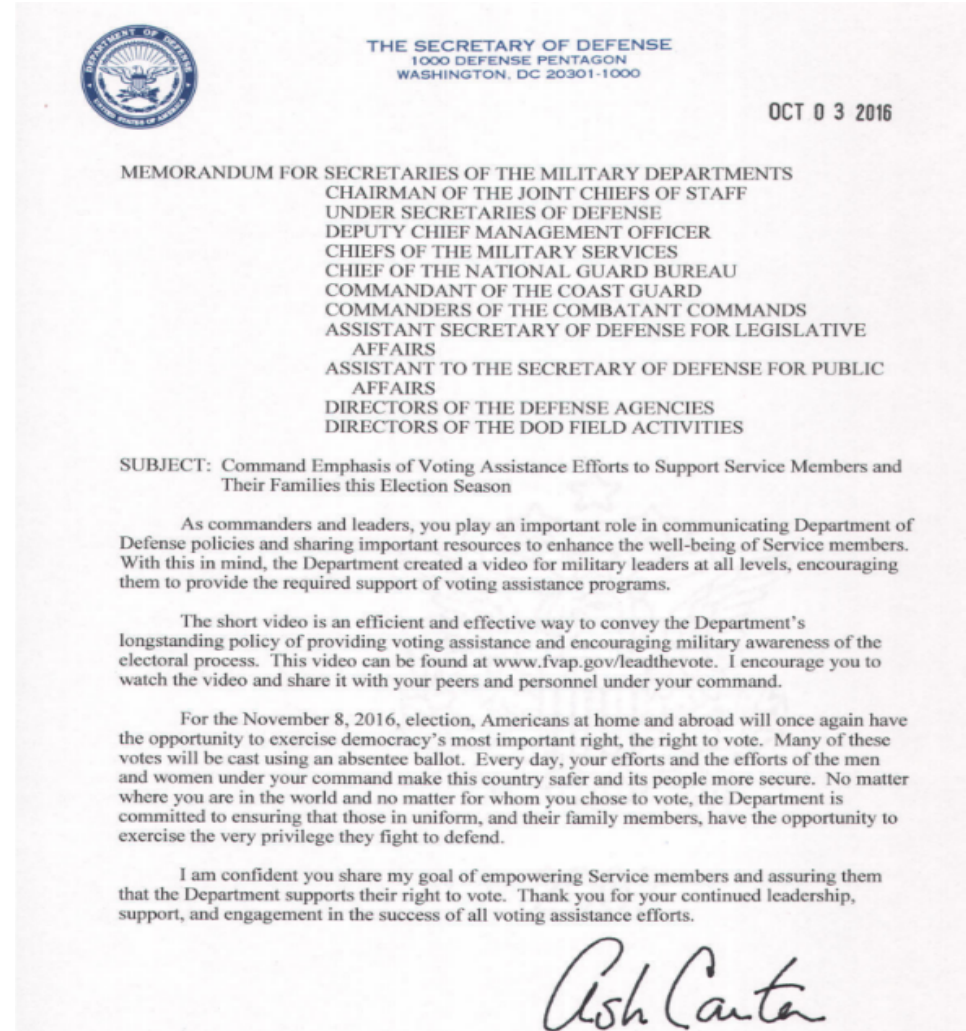 DEPARTMENT OF DEFENSE
UNITED STATES OF AMERICA
THE SECRETARY OF DEFENSE
1000 DEFENSE PENTAGON
WASHINGTON, DC 20301-1000
OCT 03 2016
MEMORANDUM FOR SECRETARIES OF THE MILITARY DEPARTMENTS
CHAIRMAN OF THE JOINT CHIEFS OF STAFF
UNDER SECRETARIES OF DEFENSE
DEPUTY CHIEF MANAGEMENT OFFICER
CHIEFS OF THE MILITARY SERVICES
CHIEF OF THE NATIONAL GUARD BUREAU
COMMANDANT OF THE COAST GUARD
COMMANDERS OF THE COMBATANT COMMANDS
ASSISTANT SECRETARY OF DEFENSE FOR LEGISLATIVE
AFFAIRS
ASSISTANT TO THE SECRETARY OF DEFENSE FOR PUBLIC
AFFAIRS
DIRECTORS OF THE DEFENSE AGENCIES
DIRECTORS OF THE DOD FIELD ACTIVITIES
SUBJECT: Command Emphasis of Voting Assistance Efforts to Support Service Members and
Their Families this Election Season
As commanders and leaders, you play an important role in communicating Department of
Defense policies and sharing important resources to enhance the well-being of Service members.
With this in mind, the Department created a video for military leaders at all levels, encouraging
them to provide the required support of voting assistance programs.
The short video is an efficient and effective way to convey the Department's
longstanding policy of providing voting assistance and encouraging military awareness of the
electoral process. This video can be found at www.fvap.gov/leadthevote. I encourage you to
watch the video and share it with your peers and personnel under your command.
For the November 8, 2016, election, Americans at home and abroad will once again have
the opportunity to exercise democracy's most important right, the right to vote. Many of these
votes will be cast using an absentee ballot. Every day, your efforts and the efforts of the men
and women under your command make this country safer and its people more secure. No matter
where you are in the world and no matter for whom you chose to vote, the Department is
committed to ensuring that those in uniform, and their family members, have the opportunity to
exercise the very privilege they fight to defend.
I am confident you share my goal of empowering Service members and assuring them
that the Department supports their right to vote. Thank you for your continued leadership,
support, and engagement in the success of all voting assistance efforts.
Ash Carter